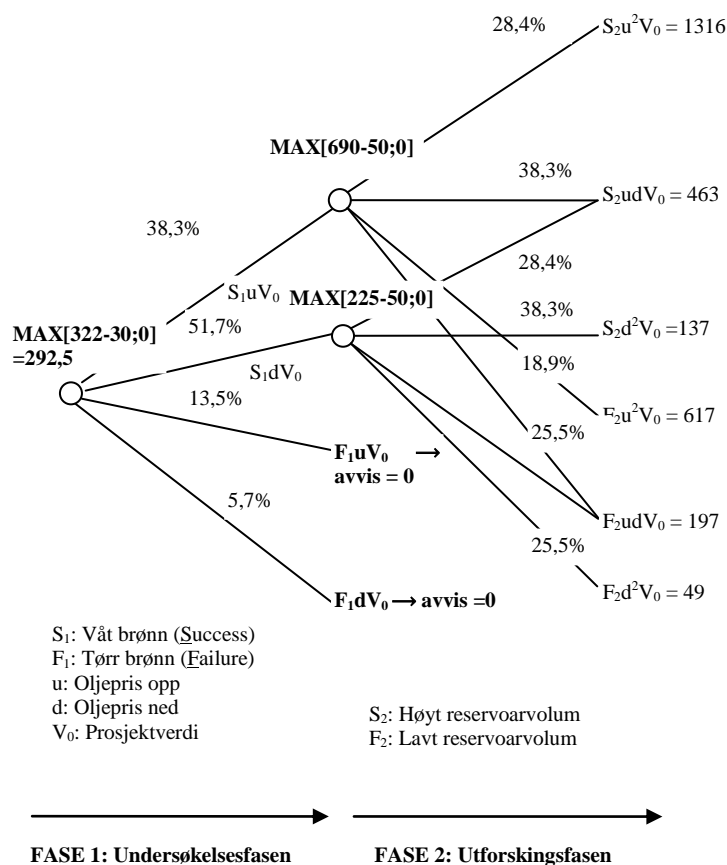 28,4%
S₂u²V₀ = 1316
MAX[690-50;0]
38,3%
S₂udV₀ = 463
38,3%
28,4%
S₁uV₀
MAX[225-50;0]
51,7%
38,3%
S₂d²V₀ = 137
MAX[322-30;0]
=292,5
18,9%
S₁dV₀
13,5%
F₂u²V₀ = 617
25,5%
F₁uV₀ →
avvis = 0
5,7%
F₂udV₀ = 197
25,5%
F₂d²V₀ = 49
F₁dV₀ → avvis =0
S₁: Våt brønn (Success)
F₁: Tørr brønn (Failure)
u: Oljepris opp
d: Oljepris ned
V₀: Prosjektverdi
S₂: Høyt reservoarvolum
F₂: Lavt reservoarvolum
FASE 1: Undersøkelsesfasen
FASE 2: Utforskingsfasen